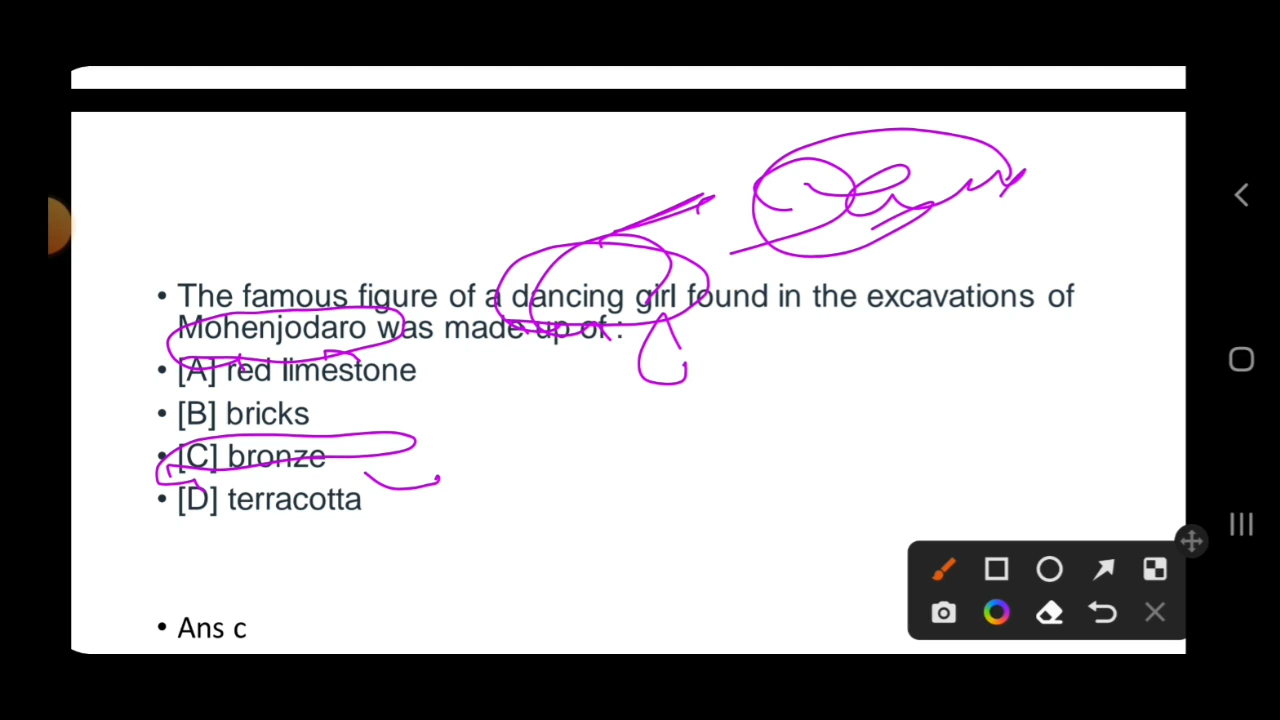 • The famous figure of a dancing girl found in the excavations of
Mohenjodaro was made up of :
• [A] red limestone
• [B] bricks
• [C] bronze
• [D] terracotta
• Ans c